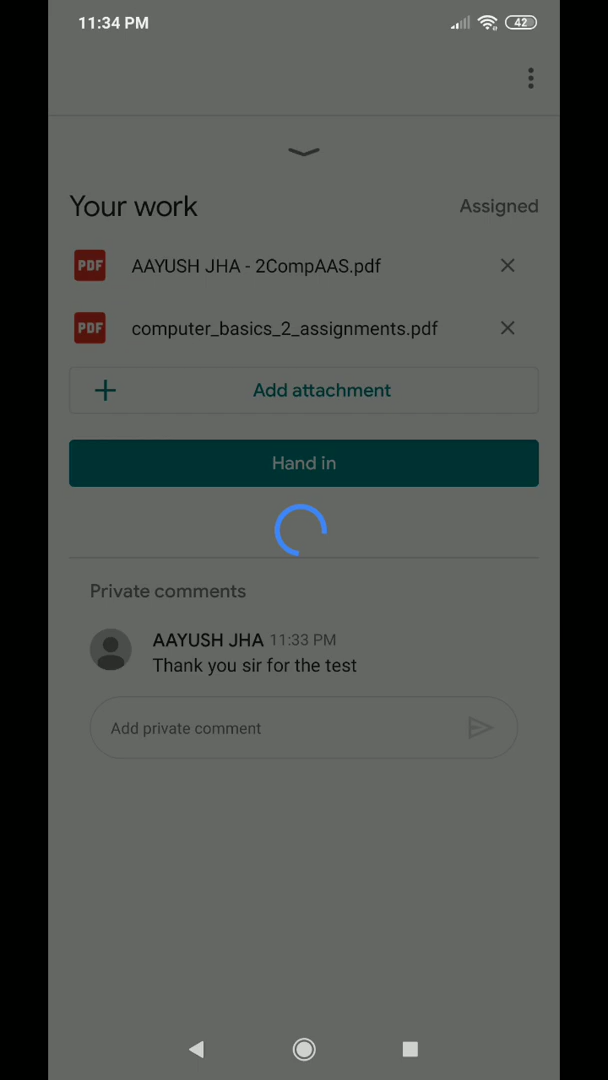 11:34 PM
42
Your work
Assigned
PDF
AAYUSH JHA - 2CompAAS.pdf
PDF
computer_basics_2_assignments.pdf
Add attachment
Hand in
Private comments
AAYUSH JHA 11:33 PM
Thank you sir for the test
Add private comment